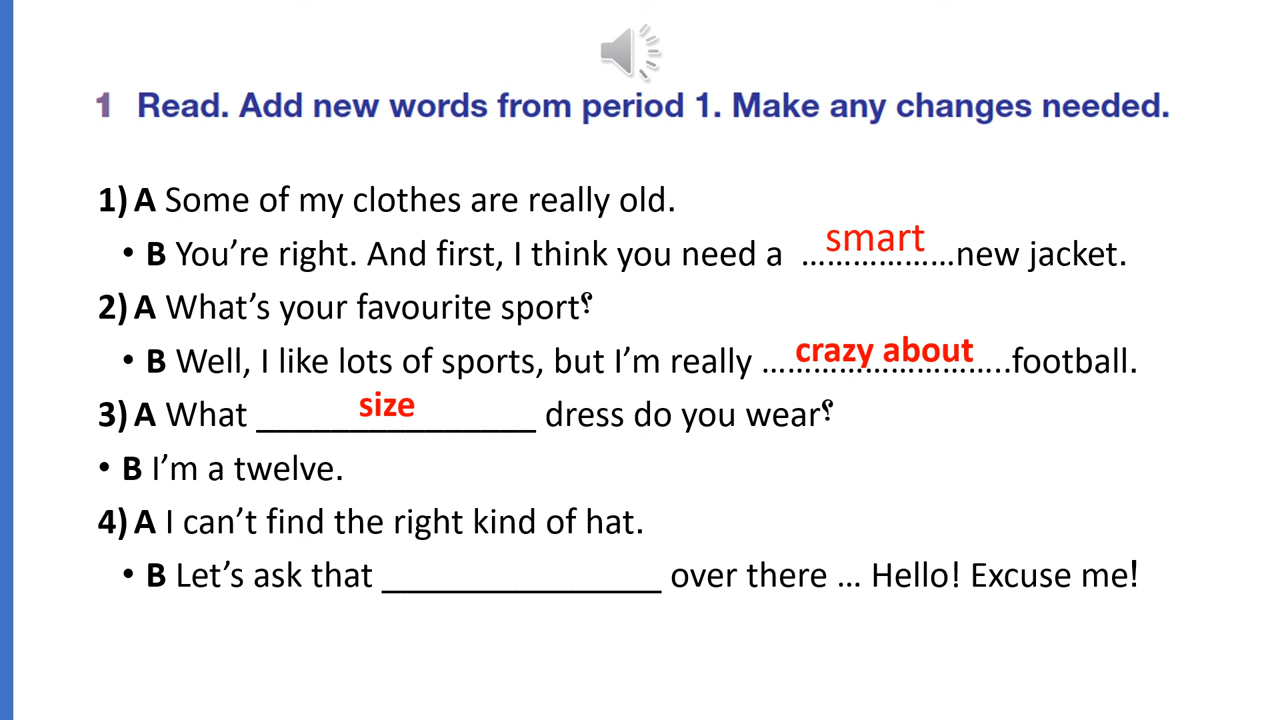 1 Read. Add new words from period 1. Make any changes needed.
1) A Some of my clothes are really old.
• B You’re right. And first, I think you need a ………smart………new jacket.
2) A What’s your favourite sport؟
• B Well, I like lots of sports, but I’m really ………crazy about………..football.
3) A What ______size______ dress do you wear؟
• B I’m a twelve.
4) A I can’t find the right kind of hat.
• B Let’s ask that _______________ over there … Hello! Excuse me!